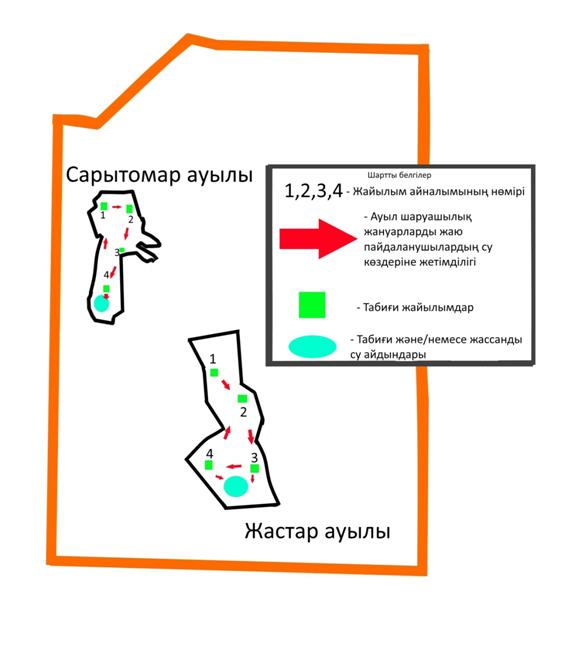 Сарытомар ауылы
Шартты белгілер
1,2,3,4 - Жайылым айналымының нөмірі
- Ауыл шаруашылық
жануарларды жаю
пайдаланушылардың су
көздеріне жетімділігі
- Табиғи жайылымдар
- Табиғи және/немесе жассанды
су айдындары
1
2
3
4
1
2
4
3
Жастар ауылы